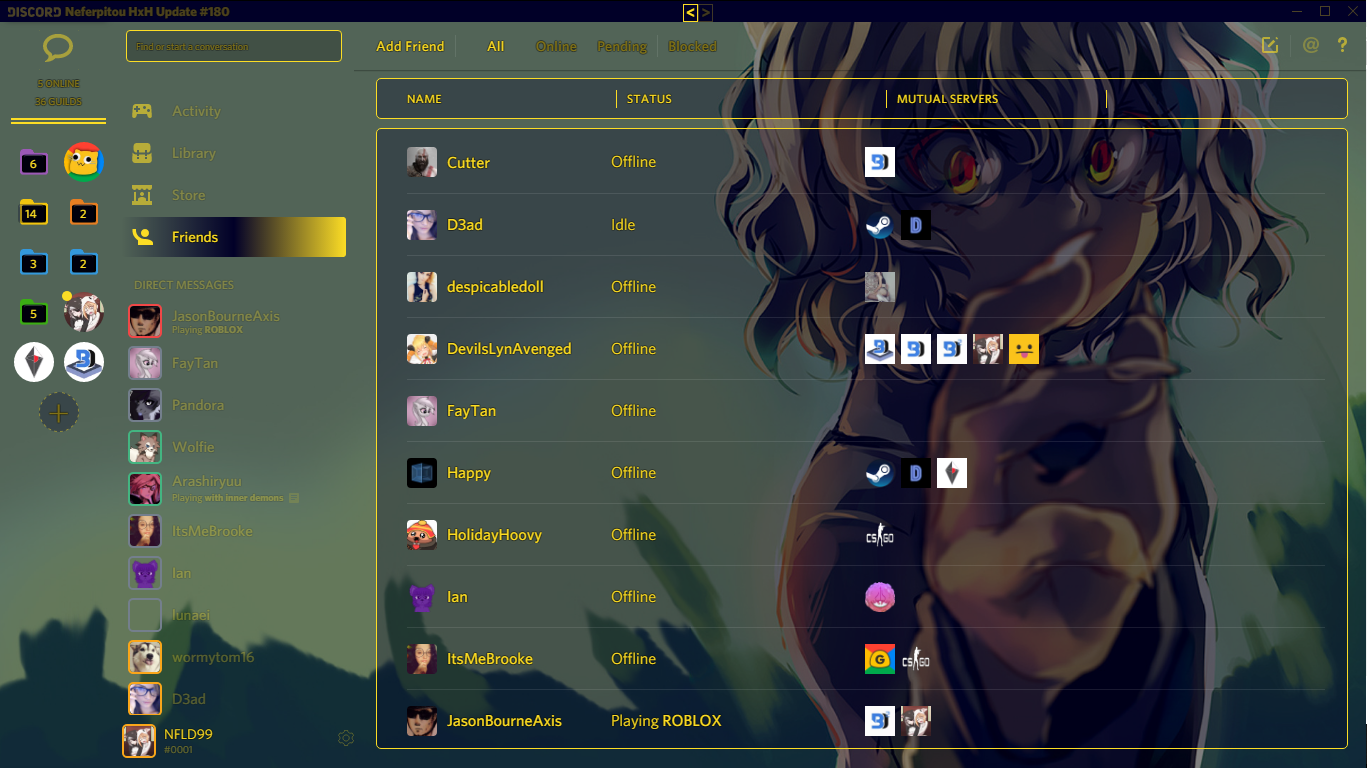 DISCORD Neferpitou HxH Update #180
< >
5 ONLINE
36 GUILDS
6
14
2
3
2
5
Find or start a conversation
Activity
Library
Store
Friends
DIRECT MESSAGES
JasonBourneAxis
Playing ROBLOX
FayTan
Pandora
Wolfie
Arashiryuu
Playing with inner demons
ItsMeBrooke
Ian
lunaei
wormytom16
D3ad
NFLD99
#0001
Add Friend All Online Pending Blocked
@ ?
NAME STATUS MUTUAL SERVERS
Cutter Offline
D3ad Idle D
despicabledoll Offline
DevilsLynAvenged Offline
FayTan Offline
Happy Offline D
HolidayHoovy Offline CS GO
Ian Offline
ItsMeBrooke Offline G CS GO
JasonBourneAxis Playing ROBLOX